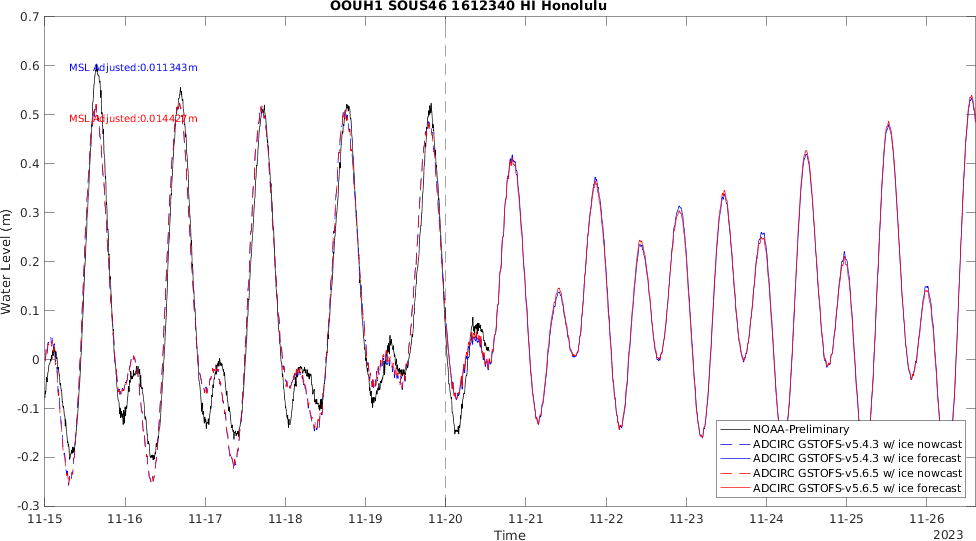 OOUH1 SOUS46 1612340 HI Honolulu
0.7
0.6
0.5
0.4
0.3
0.2
0.1
0
-0.1
-0.2
-0.3
Water Level (m)
MSL Adjusted:0.011343m
MSL Adjusted:0.014427m
NOAA-Preliminary
ADCIRC GSTOFS-v5.4.3 w/ ice nowcast
ADCIRC GSTOFS-v5.4.3 w/ ice forecast
ADCIRC GSTOFS-v5.6.5 w/ ice nowcast
ADCIRC GSTOFS-v5.6.5 w/ ice forecast
11-15 11-16 11-17 11-18 11-19 11-20 11-21 11-22 11-23 11-24 11-25 11-26
Time
2023